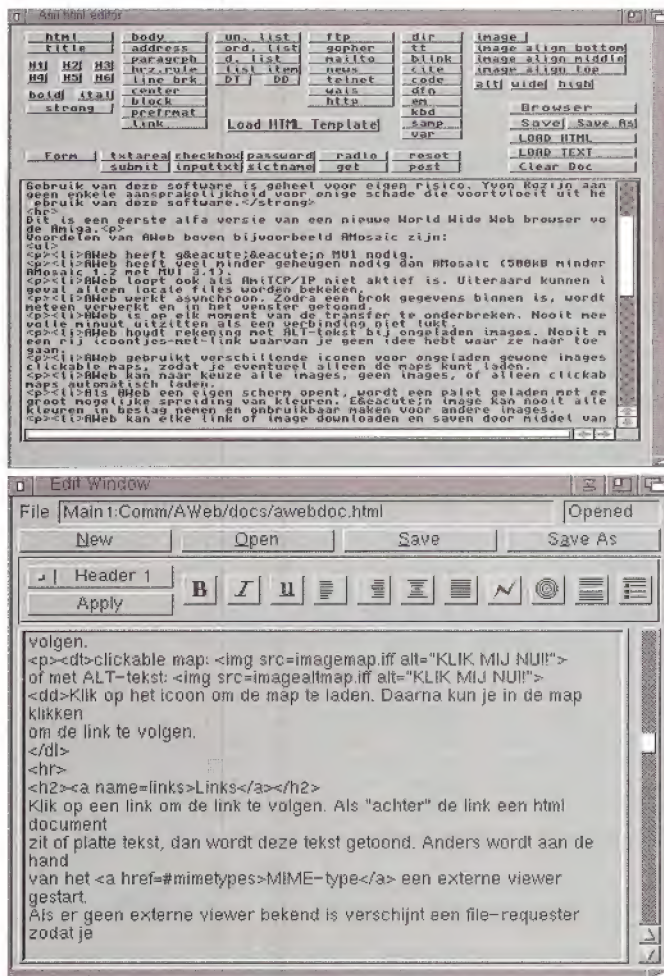 Ami html editor
html body un. list ftp dir image
title address ord. list gopher tt image align bottom
H1 H2 H3 paragrph d. list mailto blink image align middle
H4 H5 H6 hrz.rule list item news cite image align top
bold ital line brk DT DD telnet code alt wide high
strong center wais dfn
block http em Browser
prefrmat kbd Save Save As
link Load HTML Template samp LOAD HTML
var LOAD TEXT
Form txtarea checkbox password radio reset Clear Doc
submit inputtxt slctname get post
Gebruik van deze software is geheel voor eigen risico. Yvon Rozijn aan
geen enkele aansprakelijkheid voor enige schade die voortvloeit uit he
ebruik van deze software.</strong>
<hr>
Dit is een eerste alfa versie van een nieuwe World Wide Web browser vo
de Amiga.<p>
Voordelen van AWeb boven bijvoorbeeld AMosaic zijn:
<ul>
<p><li>AWeb heeft g&eacute;&eacute;n MUI nodig.
<p><li>AWeb heeft veel minder geheugen nodig dan AMosaic (500kB minder
AMosaic 1.2 met MUI 3.1).
<p><li>AWeb loopt ook als AmiTCP/IP niet aktief is. Uiteraard kunnen i
geval alleen locale files worden bekeken.
<p><li>AWeb werkt asynchroon. Zodra een brok gegevens binnen is, wordt
meteen verwerkt en in het venster getoond.
<p><li>AWeb is op elk moment van de transfer te onderbreken. Nooit mee
volle minuut uitzitten als een verbinding niet lukt.
<p><li>AWeb houdt rekening met ALT-tekst bij ongeladen images. Nooit m
een rij icoontjes-met-link waarvan je geen idee hebt waar ze naar toe
gaan.
<p><li>AWeb gebruikt verschillende iconen voor ongeladen gewone images
clickable maps, zodat je eventueel alleen de maps kunt laden.
<p><li>AWeb kan naar keuze alle images, geen images, of alleen clickab
maps automatisch laden.
<p><li>Als AWeb een eigen scherm opent, wordt een palet geladen met ee
groot mogelijke spreiding van kleuren. E&eacute;n image kan nooit alle
kleuren in beslag nemen en onbruikbaar maken voor andere images.
<p><li>AWeb kan elke link of image downloaden en saven door middel van
Edit Window
File Main1:Comm/AWeb/docs/awebdoc.html Opened
New Open Save Save As
Header 1
Apply B I u
volgen.
<p><dt>clickable map: <img src=imagemap.iff alt="KLIK MIJ NU!!">
of met ALT-tekst: <img src=imagealtmap.iff alt="KLIK MIJ NU!!">
<dd>Klik op het icoon om de map te laden. Daarna kun je in de map
klikken
om de link te volgen.
</dl>
<hr>
<h2><a name=links>Links</a></h2>
Klik op een link om de link te volgen. Als "achter" de link een html
document
zit of platte tekst, dan wordt deze tekst getoond. Anders wordt aan de
hand
van het <a href=#mimetypes>MIME-type</a> een externe viewer
gestart.
Als er geen externe viewer bekend is verschijnt een file-requester
zodat je